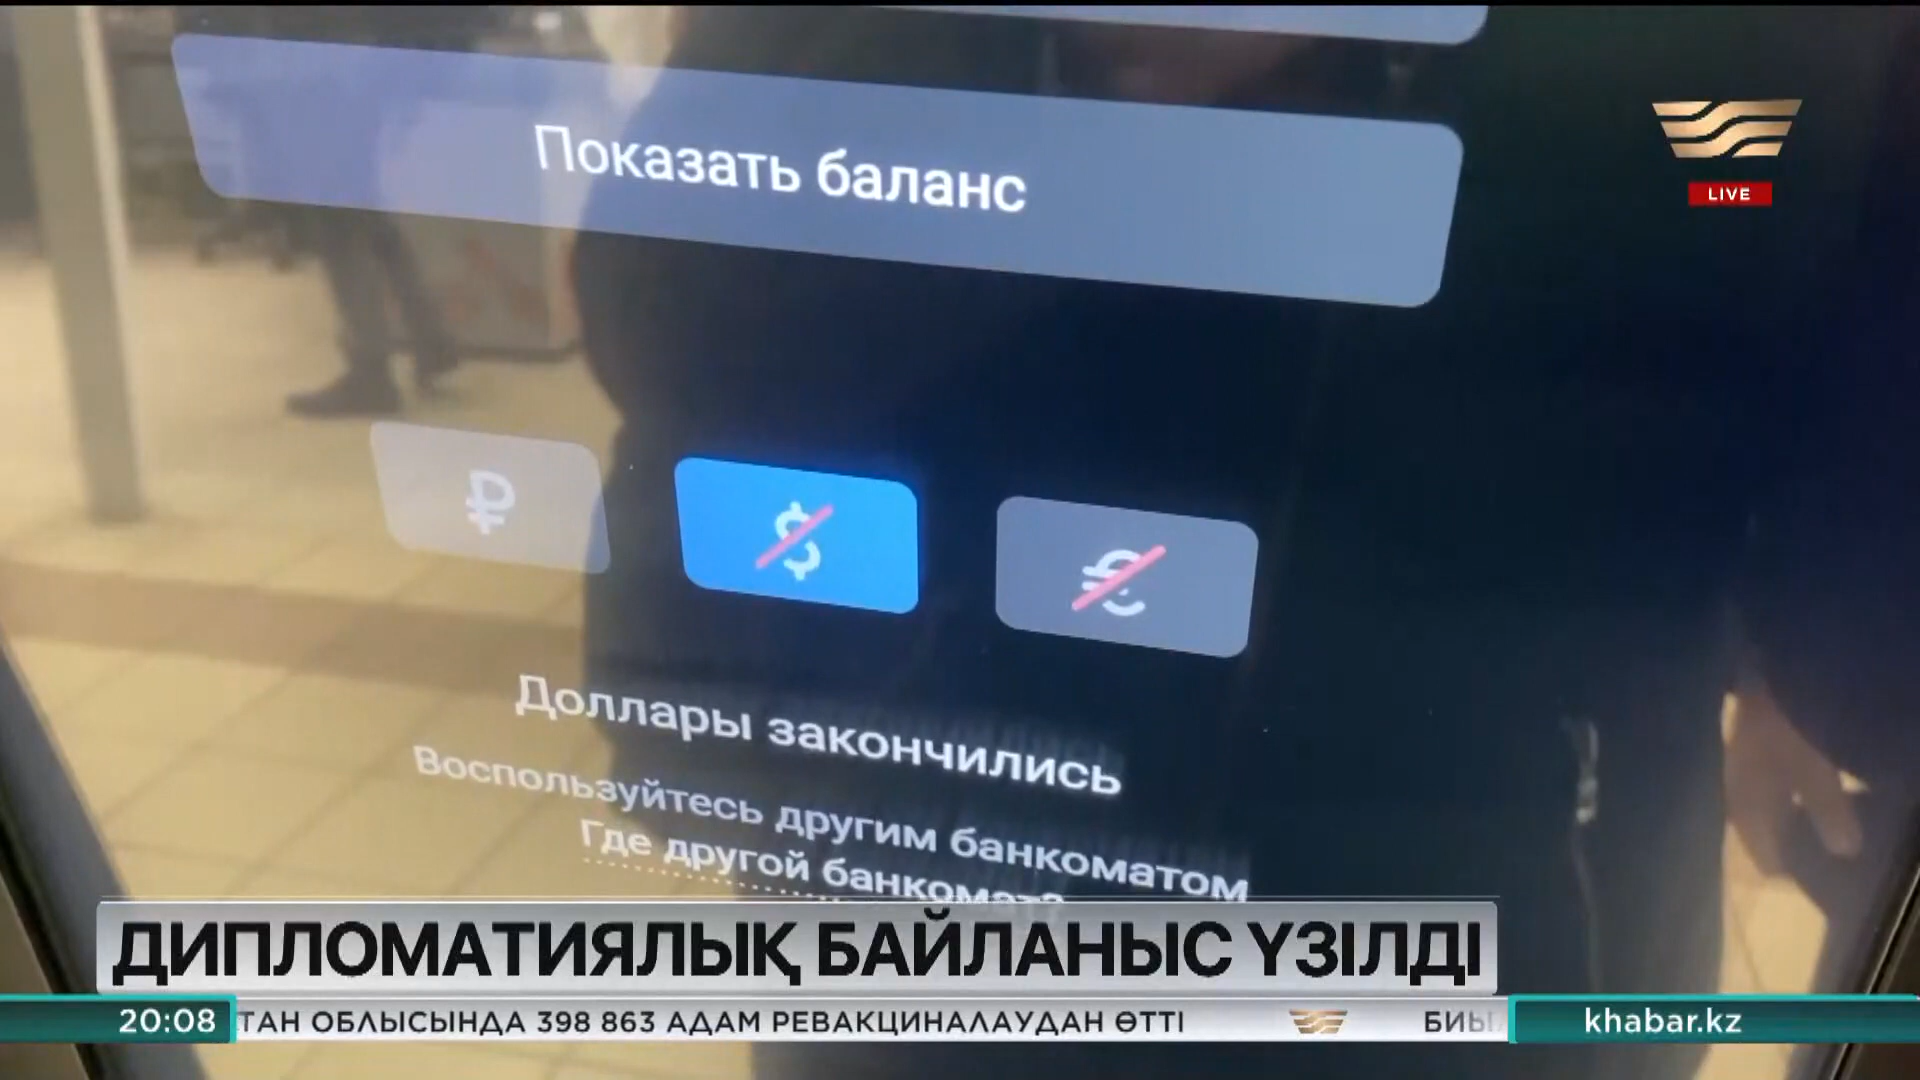 LIVE
Показать баланс
₽
$
€
Доллары закончились
Воспользуйтесь другим банкоматом
Где другой банкомат?
ДИПЛОМАТИЯЛЫҚ БАЙЛАНЫС ҮЗІЛДІ
20:08
ТАН ОБЛЫСЫНДА 398 863 АДАМ РЕВАКЦИНАЛАУДАН ӨТТІ
khabar.kz